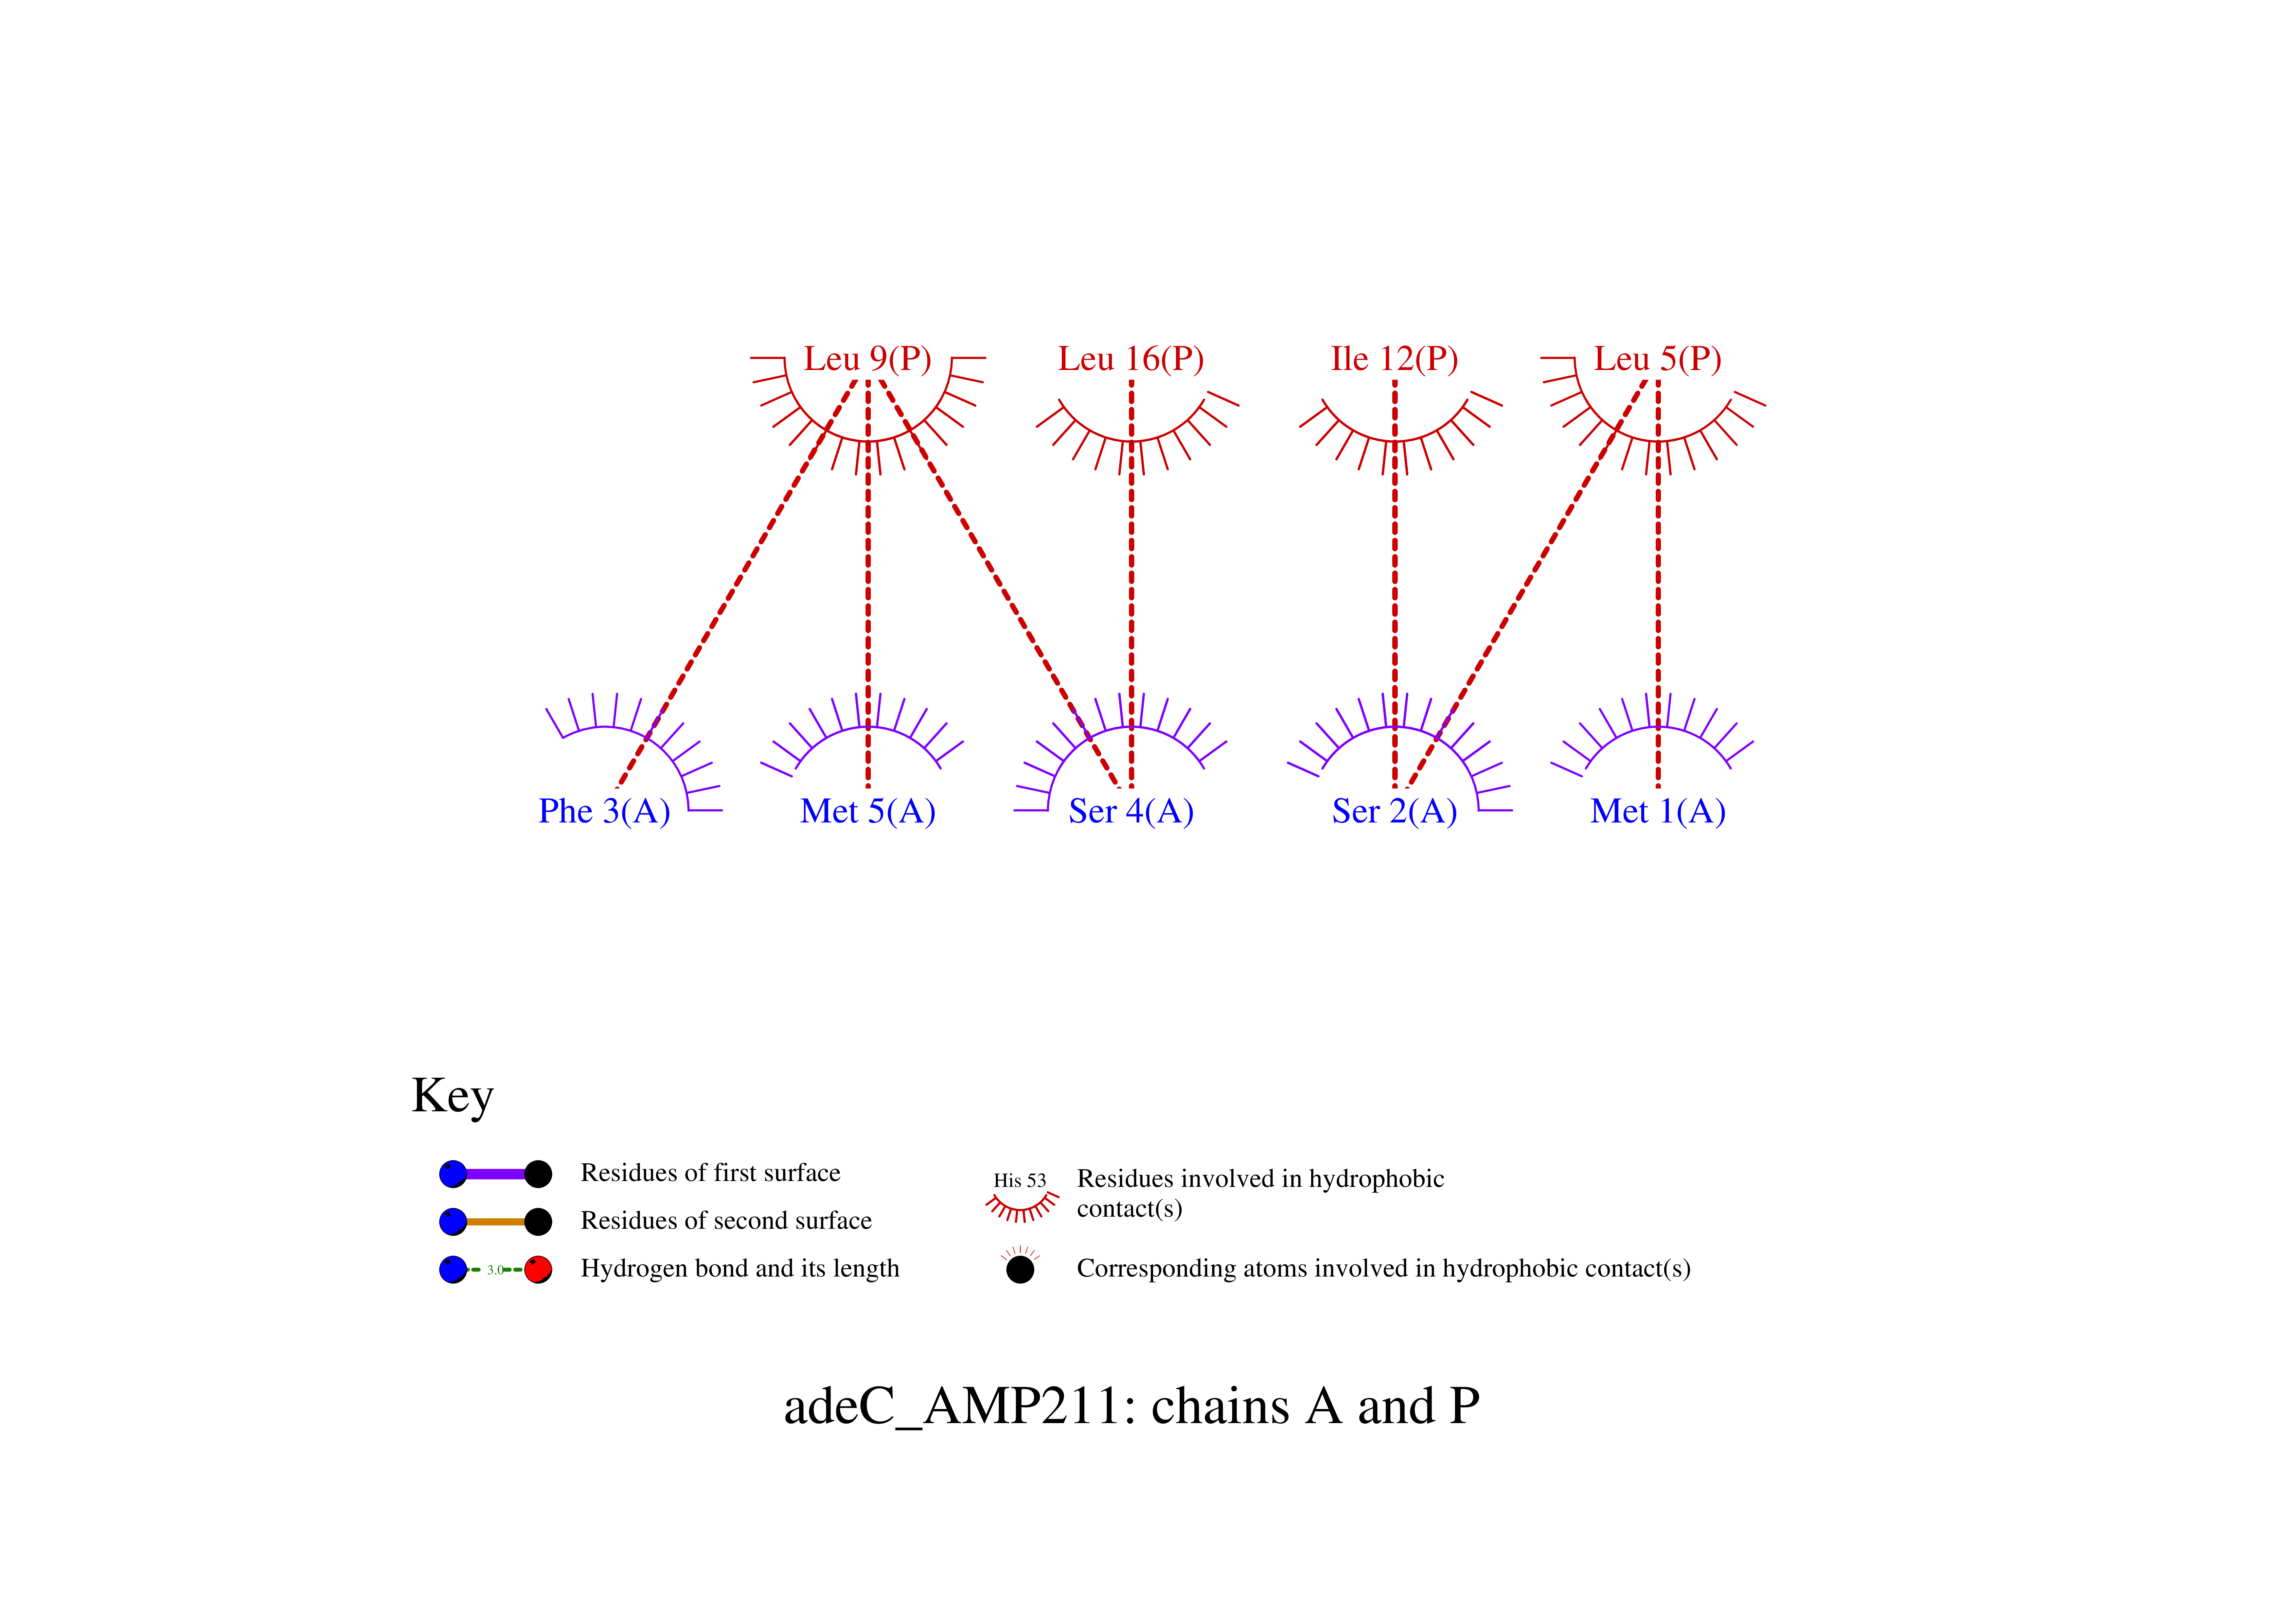 Leu 9(P) Leu 16(P) Ile 12(P) Leu 5(P)
Phe 3(A) Met 5(A) Ser 4(A) Ser 2(A) Met 1(A)
Key
Residues of first surface
Residues of second surface
3.0 Hydrogen bond and its length
His 53 Residues involved in hydrophobic
contact(s)
Corresponding atoms involved in hydrophobic contact(s)
adeC_AMP211: chains A and P